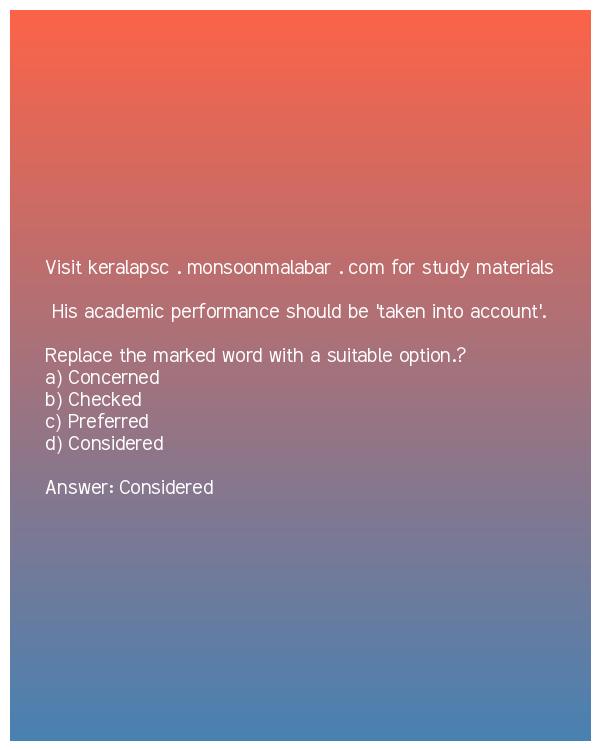 Visit keralapsc . monsoonmalabar . com for study materials
His academic performance should be 'taken into account'.
Replace the marked word with a suitable option.?
a) Concerned
b) Checked
c) Preferred
d) Considered
Answer: Considered